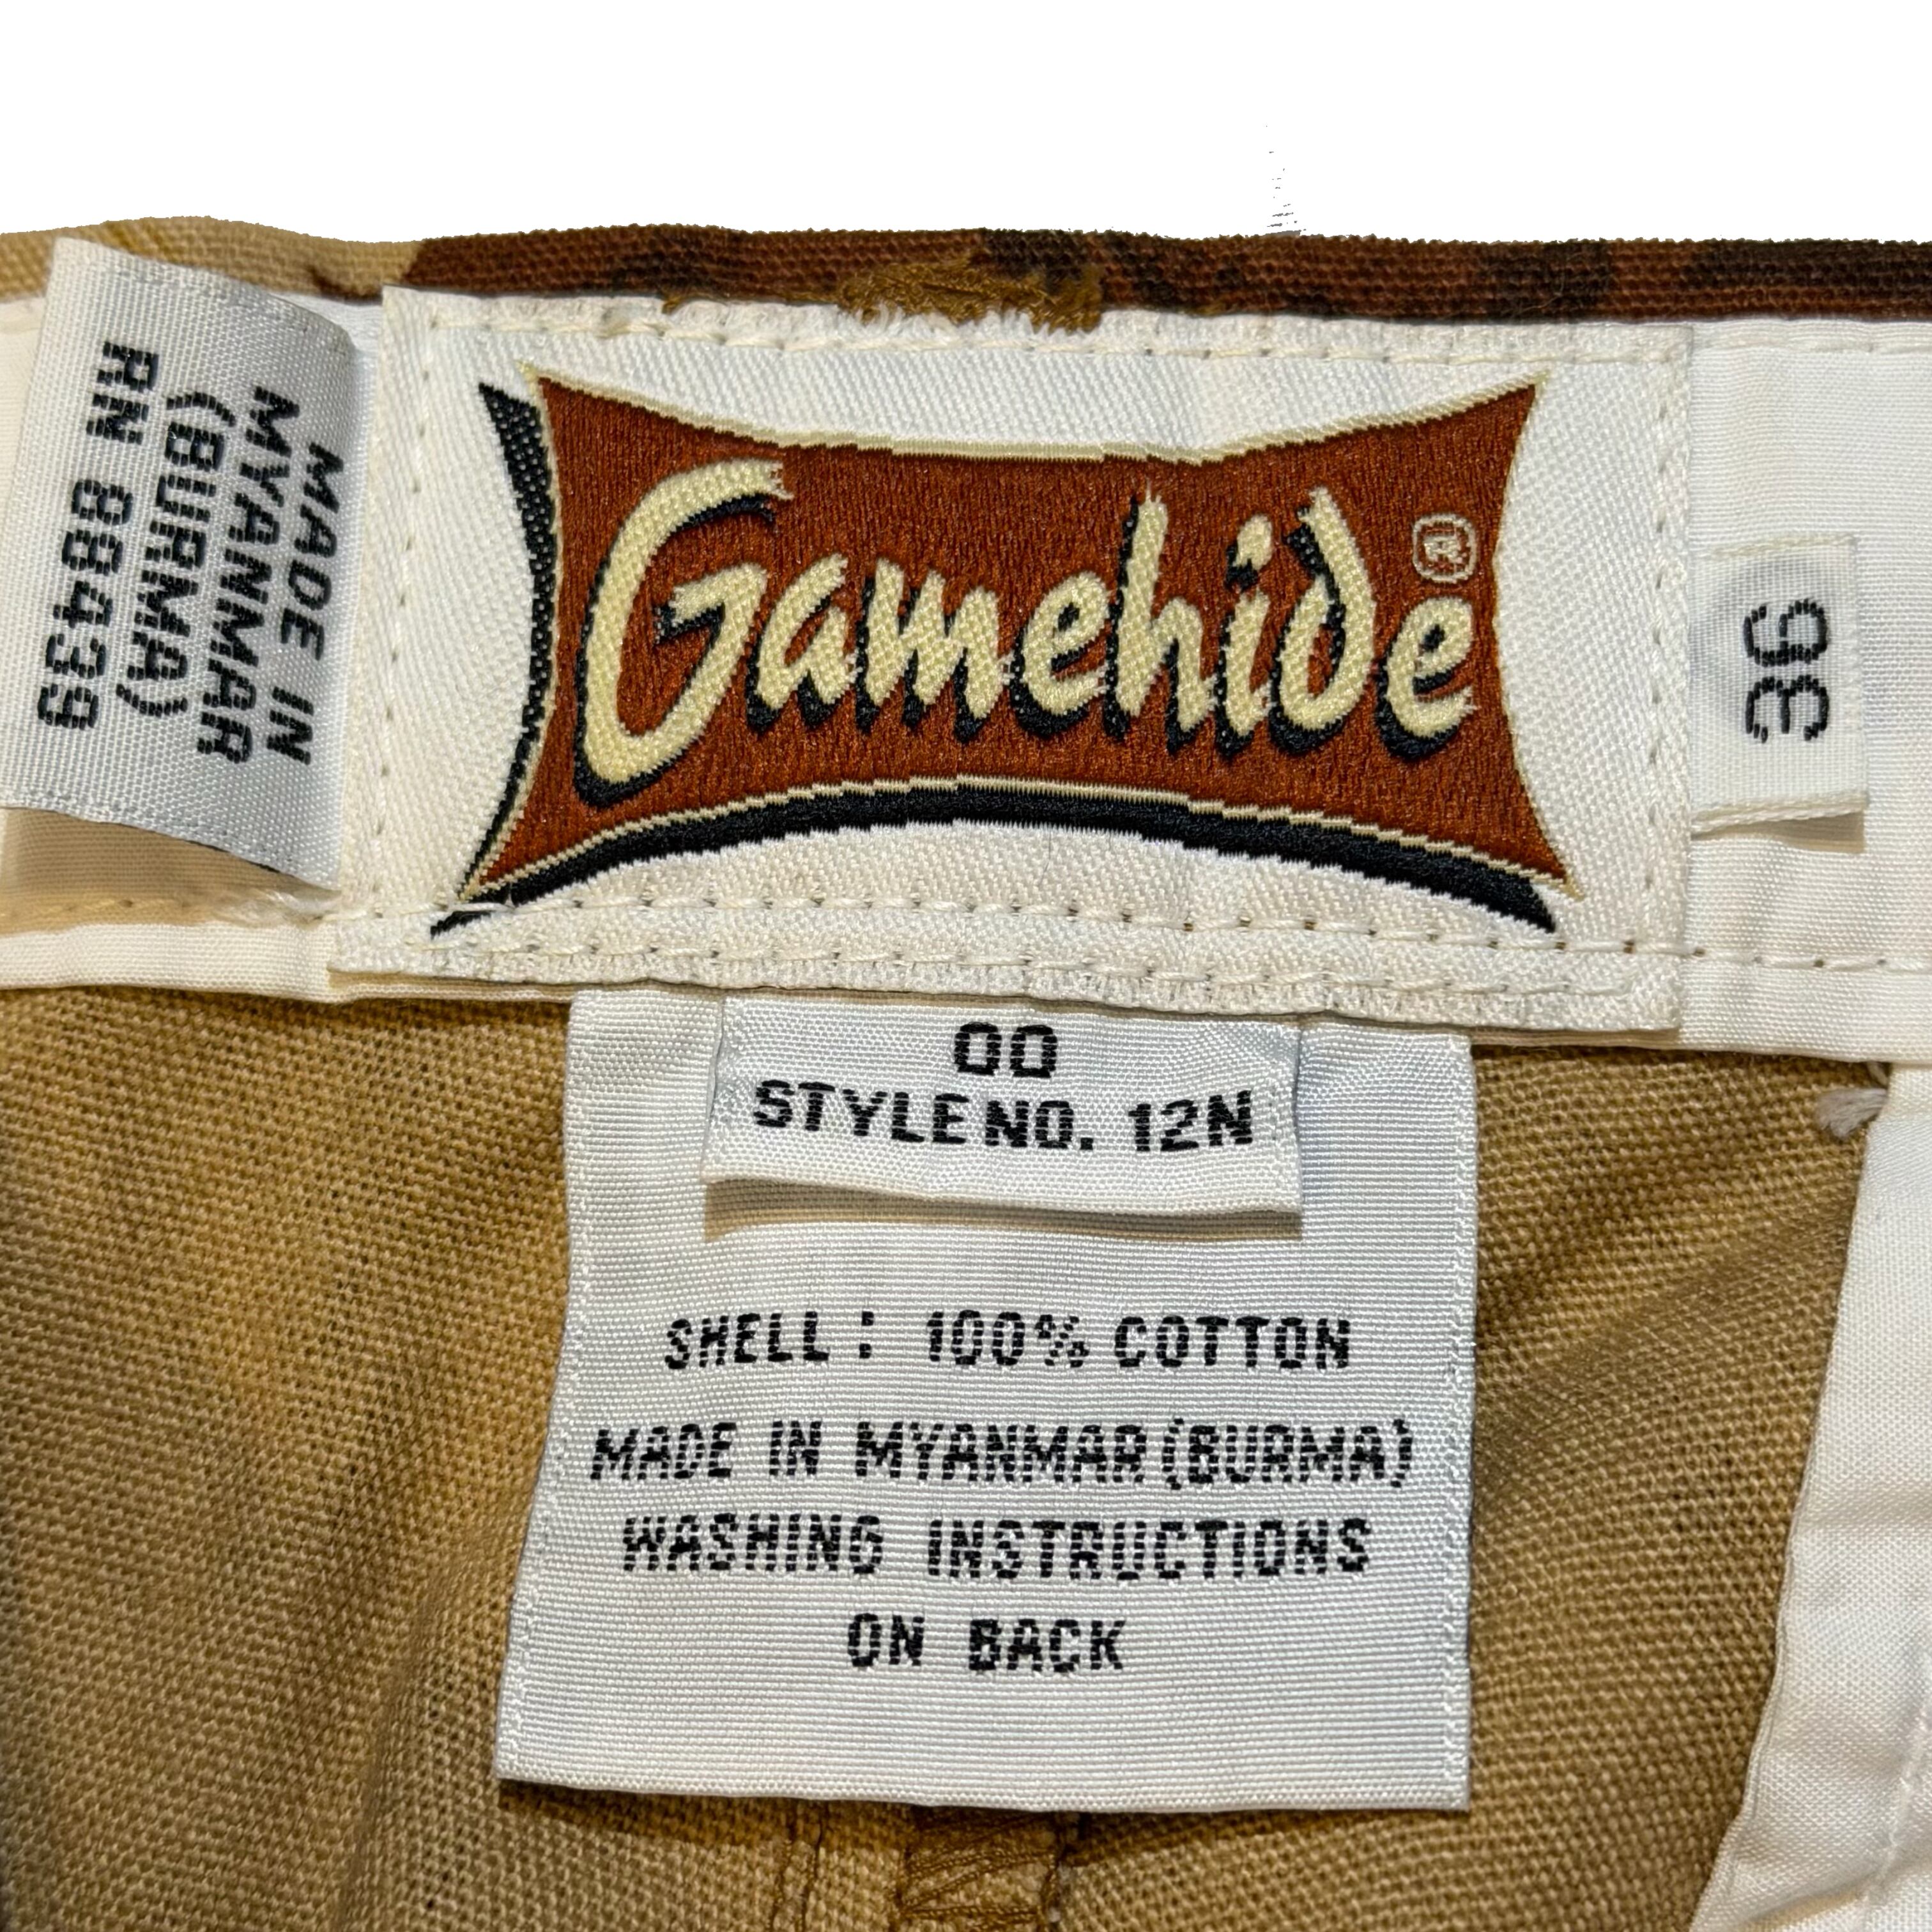 MADE IN
MYANMAR
(BURMA)
RN 88439
Gamehide®
36
OO
STYLE NO. 12N
SHELL: 100% COTTON
MADE IN MYANMAR(BURMA)
WASHING INSTRUCTIONS
ON BACK